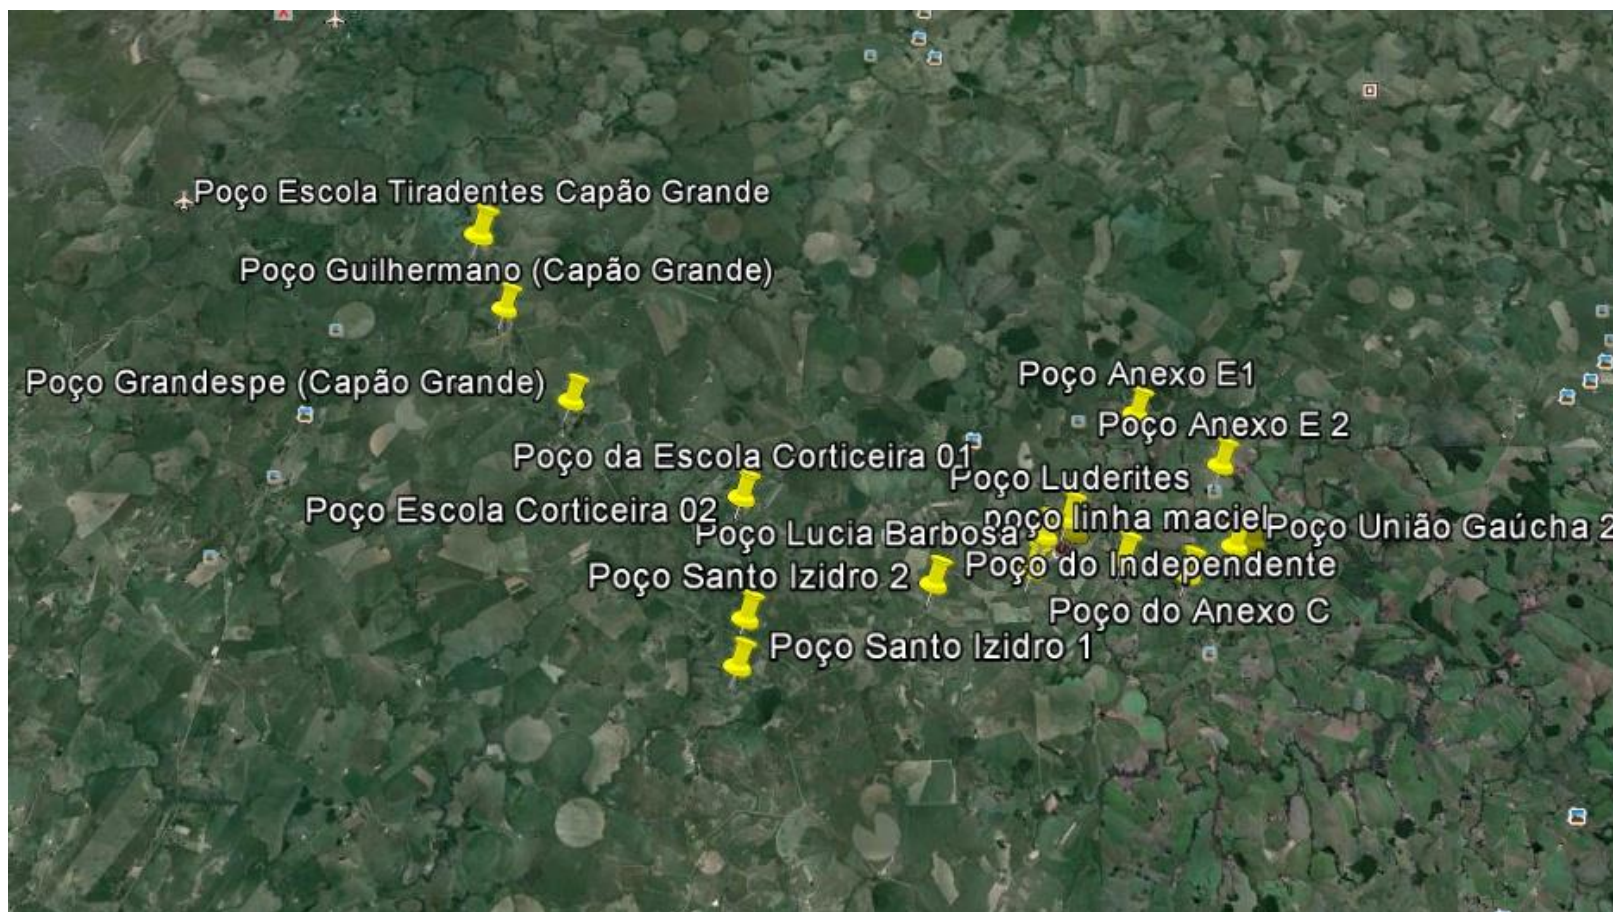 Poço Escola Tiradentes Capão Grande
Poço Guilhermano (Capão Grande)
Poço Grandespe (Capão Grande)
Poço Anexo E1
Poço Anexo E 2
Poço da Escola Corticeira 01
Poço Luderites
Poço Escola Corticeira 02
poço linha maciel
Poço União Gaúcha 2
Poço Lucia Barbosa
Poço do Independente
Poço Santo Izidro 2
Poço do Anexo C
Poço Santo Izidro 1